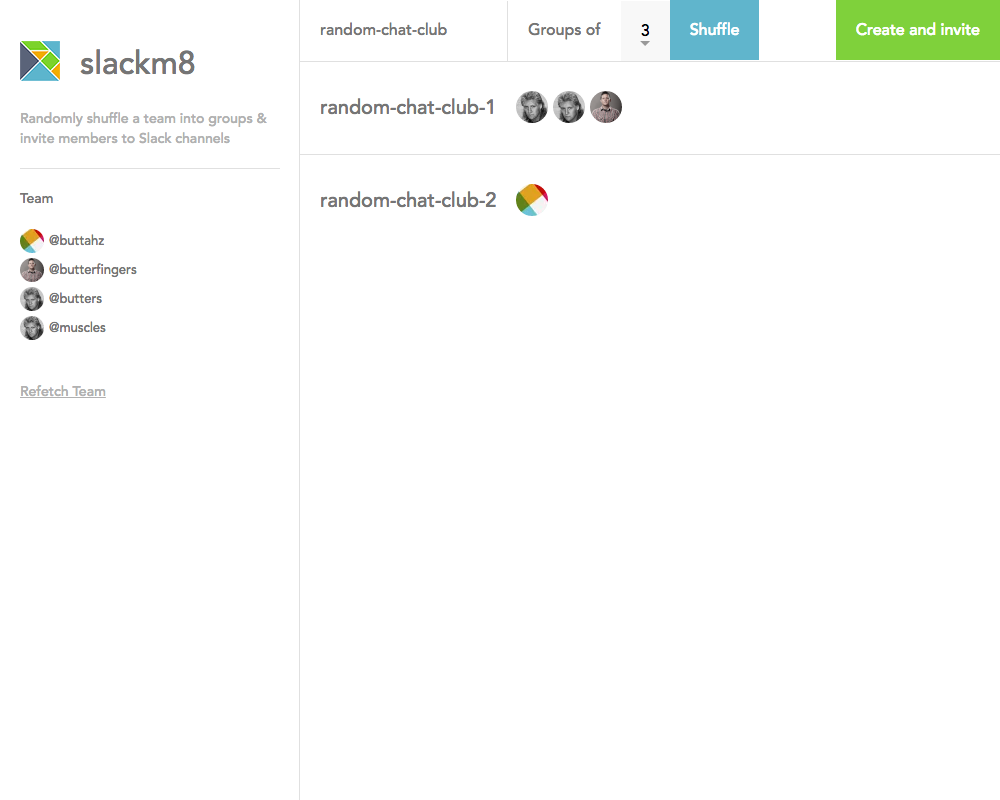 slackm8
Randomly shuffle a team into groups &
invite members to Slack channels
Team
@buttahz
@butterfingers
@butters
@muscles
Refetch Team
random-chat-club
Groups of
3
Shuffle
Create and invite
random-chat-club-1
random-chat-club-2